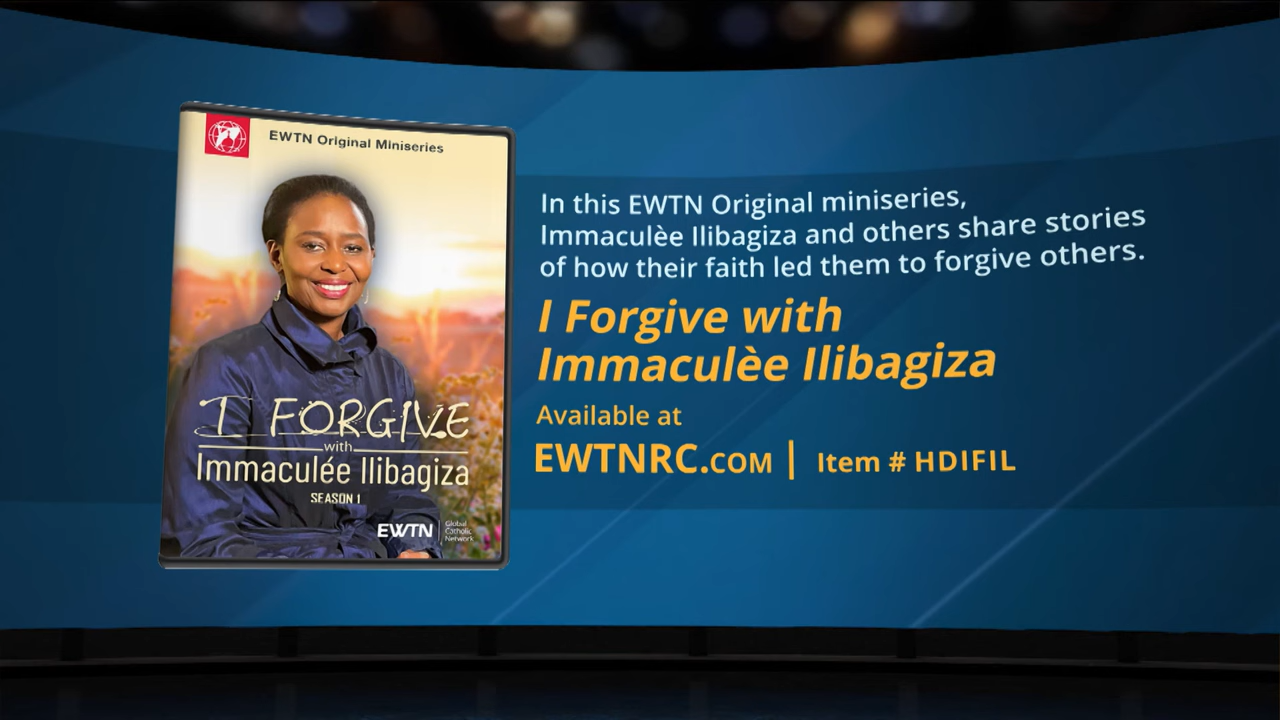 EWTN Original Miniseries
I FORGIVE
with
Immaculée Ilibagiza
SEASON 1
EWTN
Global
Catholic
Network
In this EWTN Original miniseries,
Immaculèe Ilibagiza and others share stories
of how their faith led them to forgive others.
I Forgive with
Immaculèe Ilibagiza
Available at
EWTNRC.COM | Item # HDIFIL